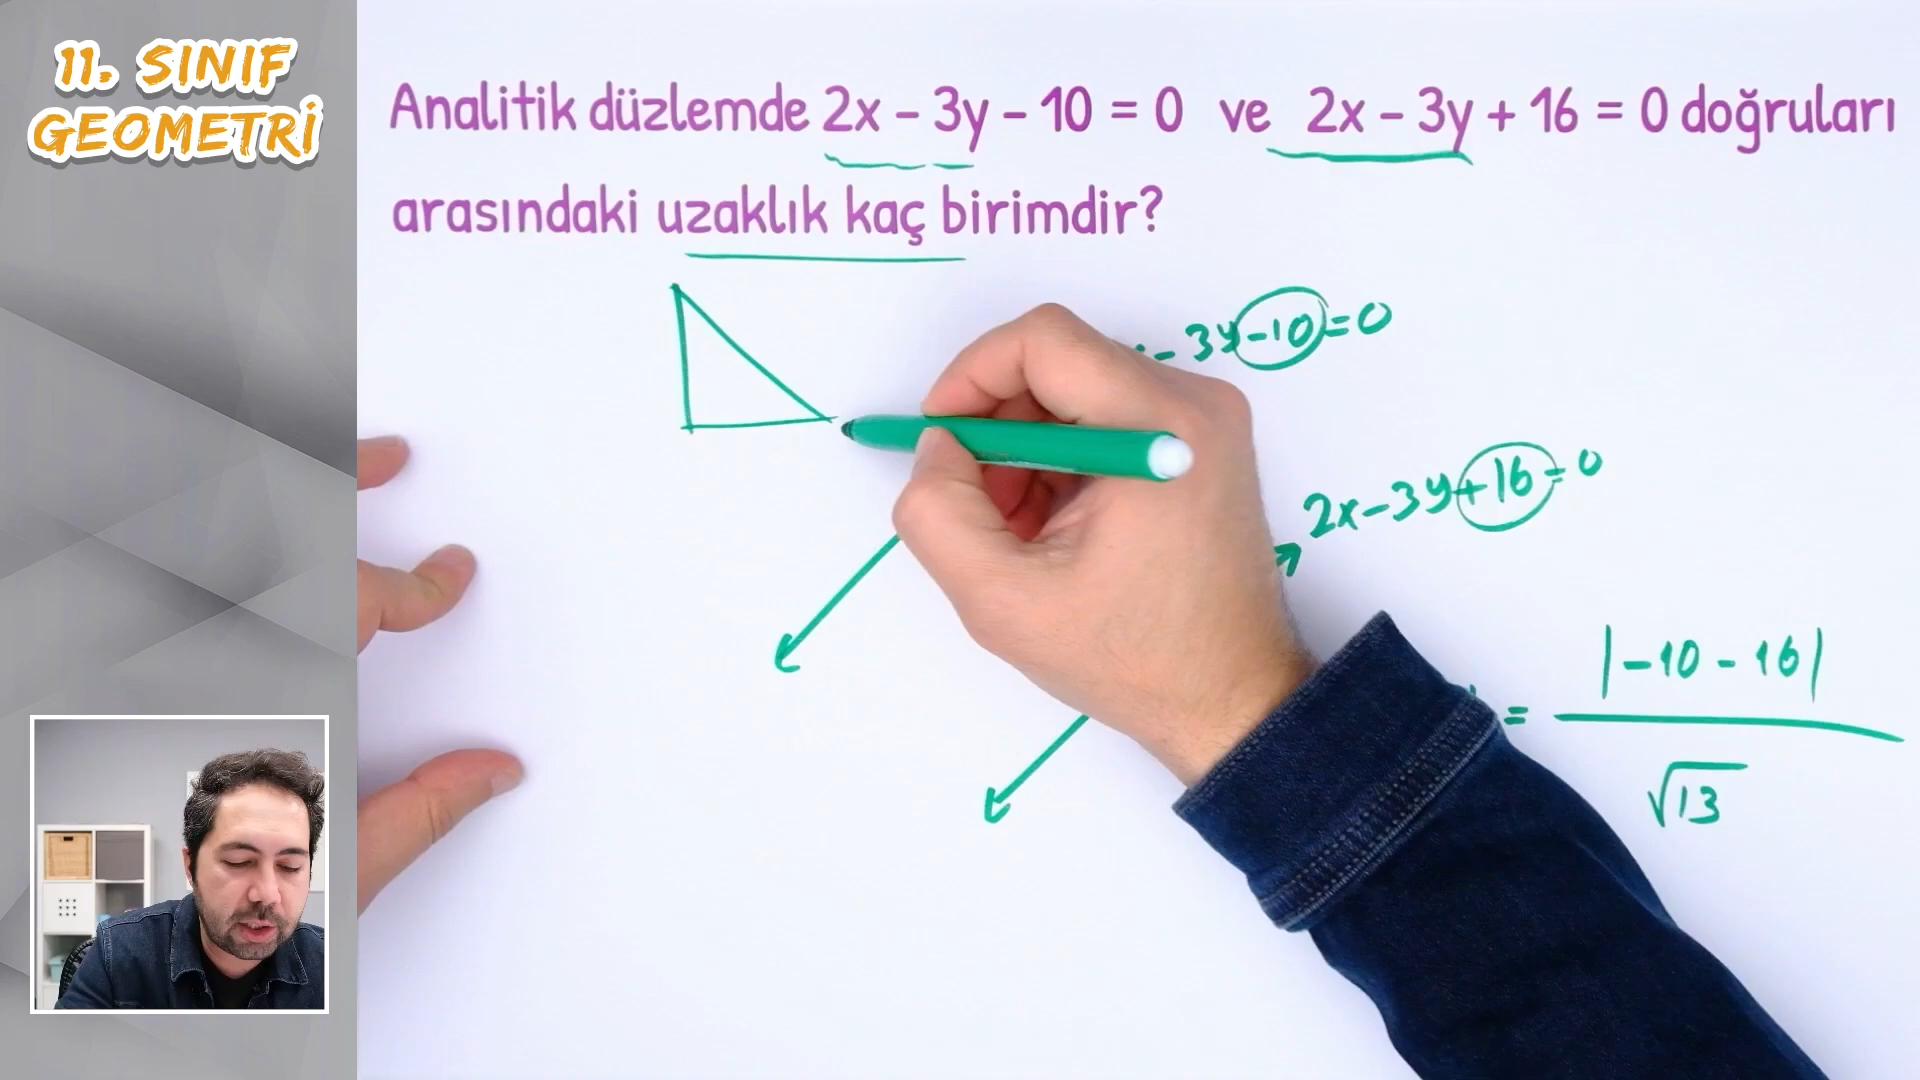 11. SINIF
GEOMETRİ
Analitik düzlemde 2x - 3y - 10 = 0 ve 2x - 3y + 16 = 0 doğruları
arasındaki uzaklık kaç birimdir?
- 3y -10 = 0
2x - 3y + 16 = 0
= |-10 - 16|
√13